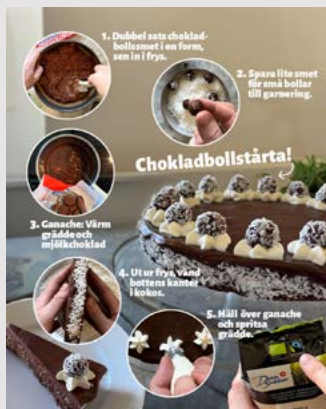 1. Dubbel sats choklad-
bollssmet i en form,
sen in i frys.
2. Spara lite smet
för små bollar
till garnering.
Chokladbollstårta!
3. Ganache: Värm
grädde och
mjölkchoklad
4. Ut ur frys, vänd
bottens kanter
i kokos.
5. Häll över ganache
och spritsa
grädde.